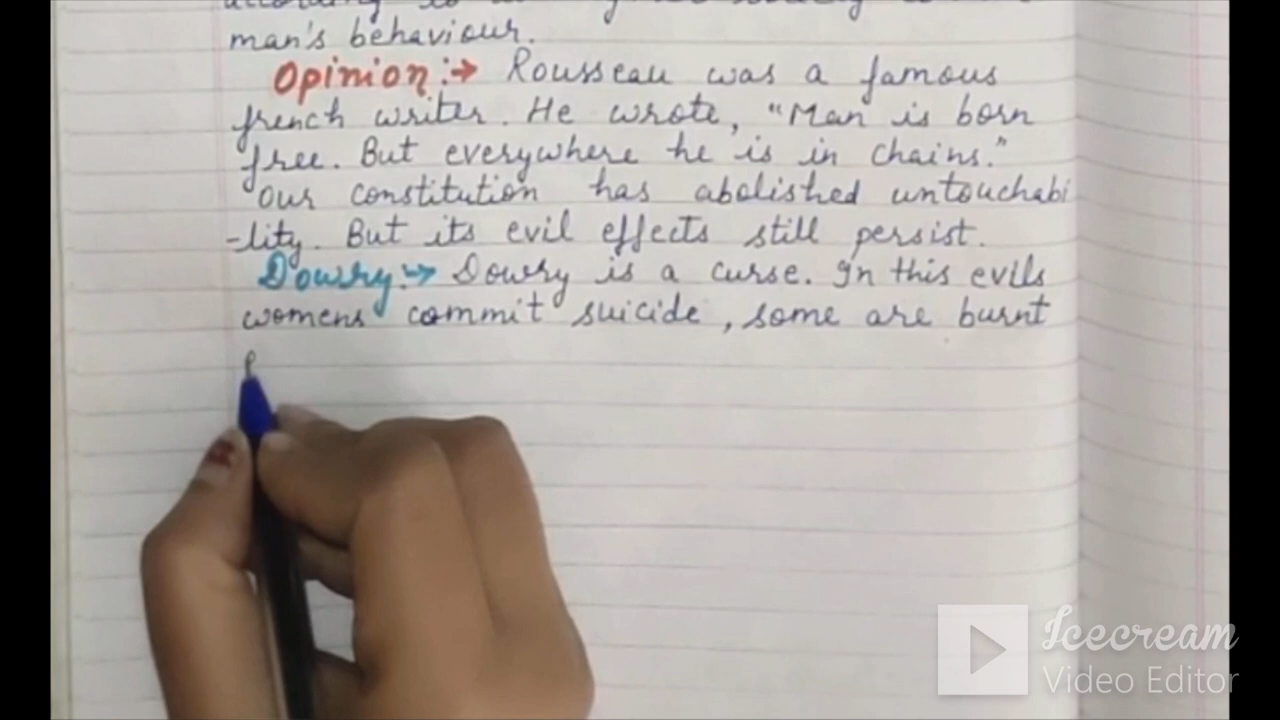 man's behaviour.
Opinion:→ Rousseau was a famous
french writer. He wrote, "Man is born
free. But everywhere he is in chains."
Our constitution has abolished untouchabi
-lity. But its evil effects still persist.
Dowry:→ Dowry is a curse. In this evils
womens commit suicide, some are burnt
Icecream
Video Editor